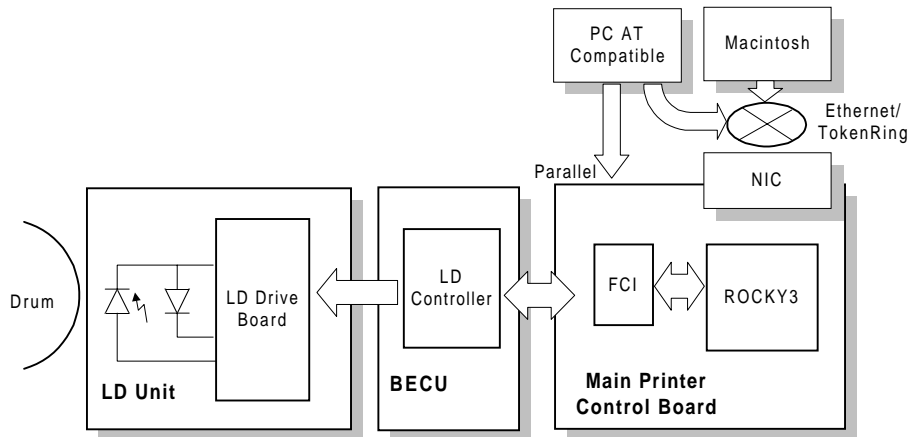 PC AT
Compatible
Macintosh
Ethernet/
TokenRing
Parallel
NIC
Drum
LD Drive
Board
LD Unit
LD
Controller
BECU
FCI
ROCKY3
Main Printer
Control Board